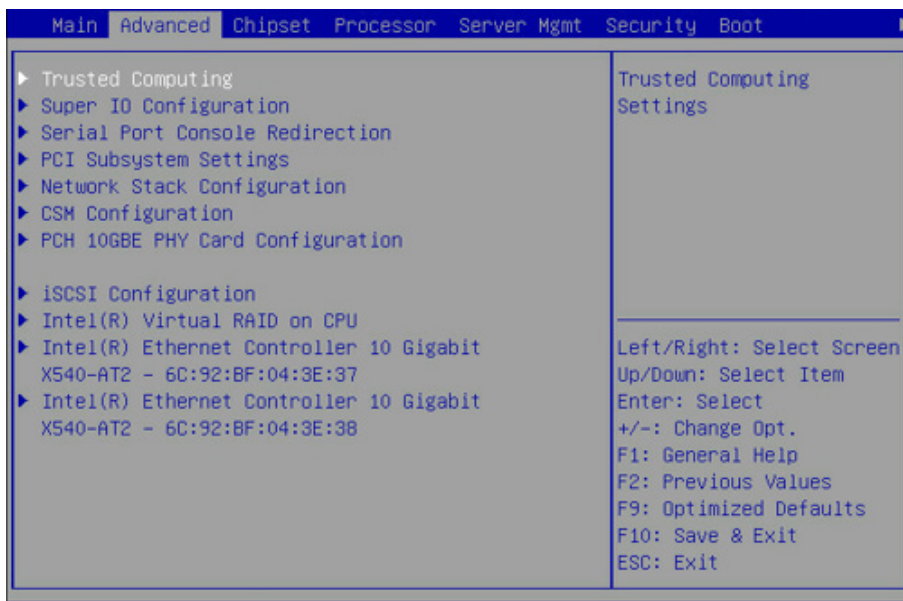 Main Advanced Chipset Processor Server Mgmt Security Boot
Trusted Computing
Super IO Configuration
Serial Port Console Redirection
PCI Subsystem Settings
Network Stack Configuration
CSM Configuration
PCH 10GBE PHY Card Configuration
iSCSI Configuration
Intel(R) Virtual RAID on CPU
Intel(R) Ethernet Controller 10 Gigabit
X540-AT2 - 6C:92:BF:04:3E:37
Intel(R) Ethernet Controller 10 Gigabit
X540-AT2 - 6C:92:BF:04:3E:38
Trusted Computing
Settings
Left/Right: Select Screen
Up/Down: Select Item
Enter: Select
+/-: Change Opt.
F1: General Help
F2: Previous Values
F9: Optimized Defaults
F10: Save & Exit
ESC: Exit